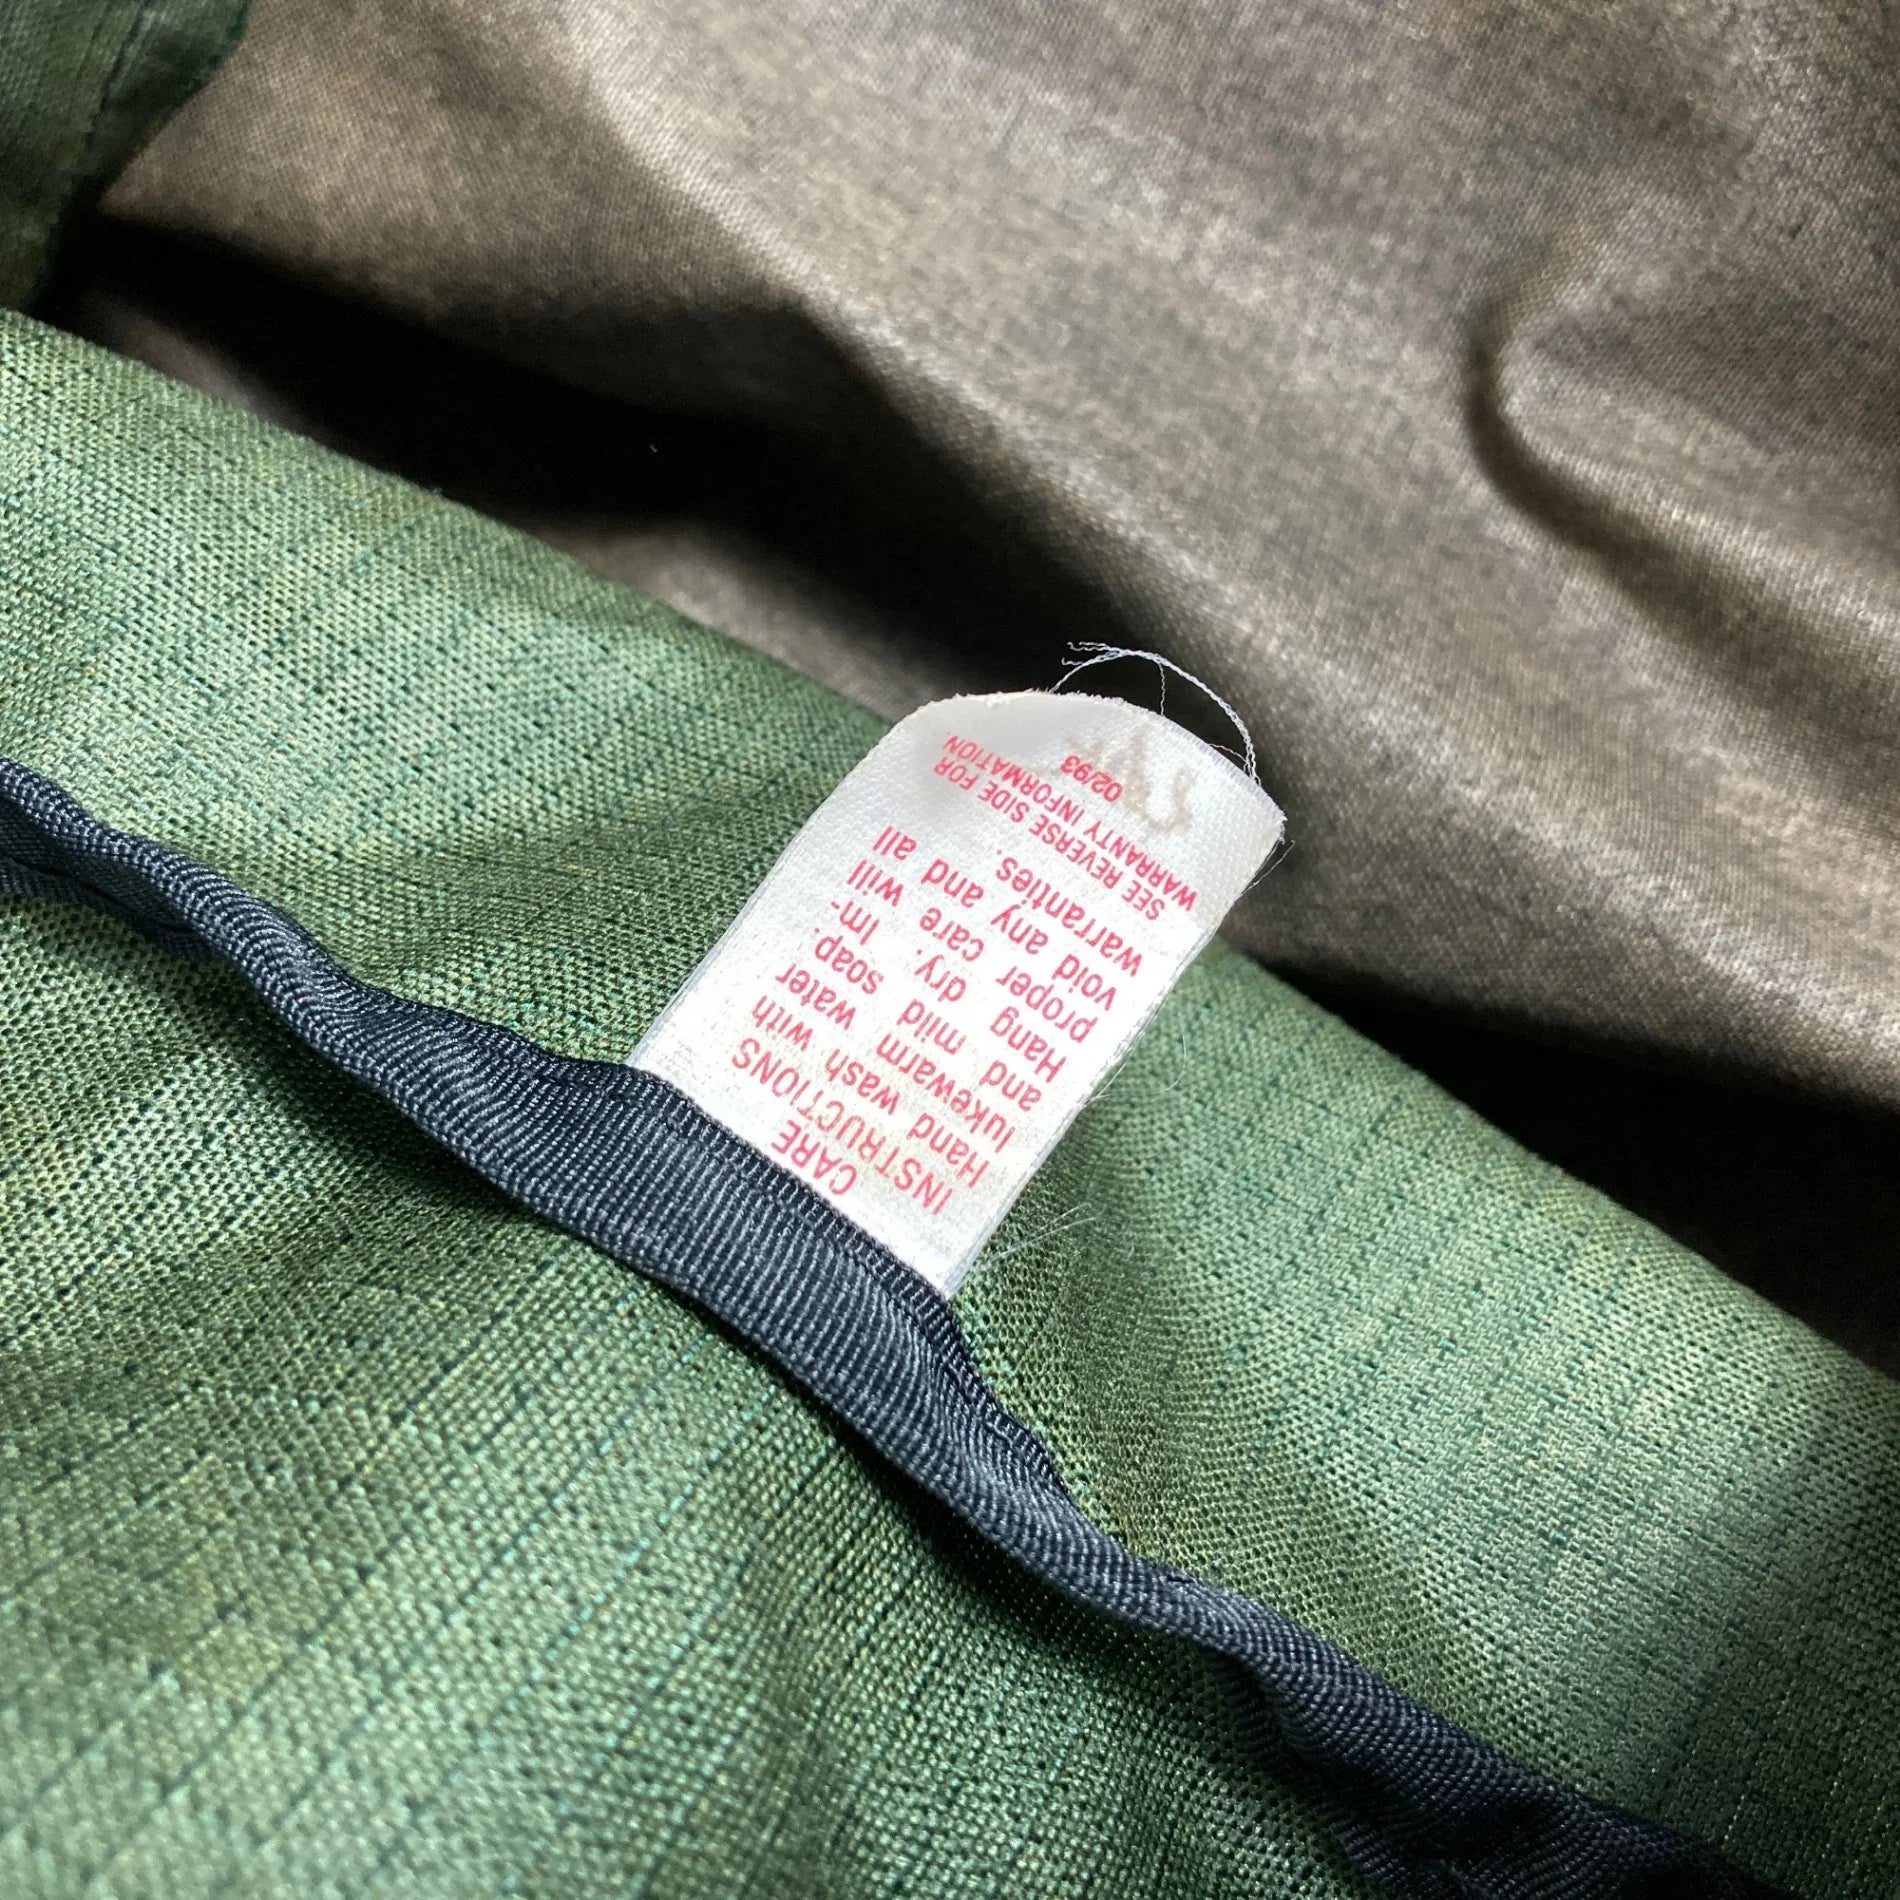 CARE
INSTRUCTIONS
Hand wash with
lukewarm water
and mild soap.
Hang dry. Im-
proper care will
void any and all
warranties.
SEE REVERSE SIDE FOR
WARRANTY INFORMATION.
02/93